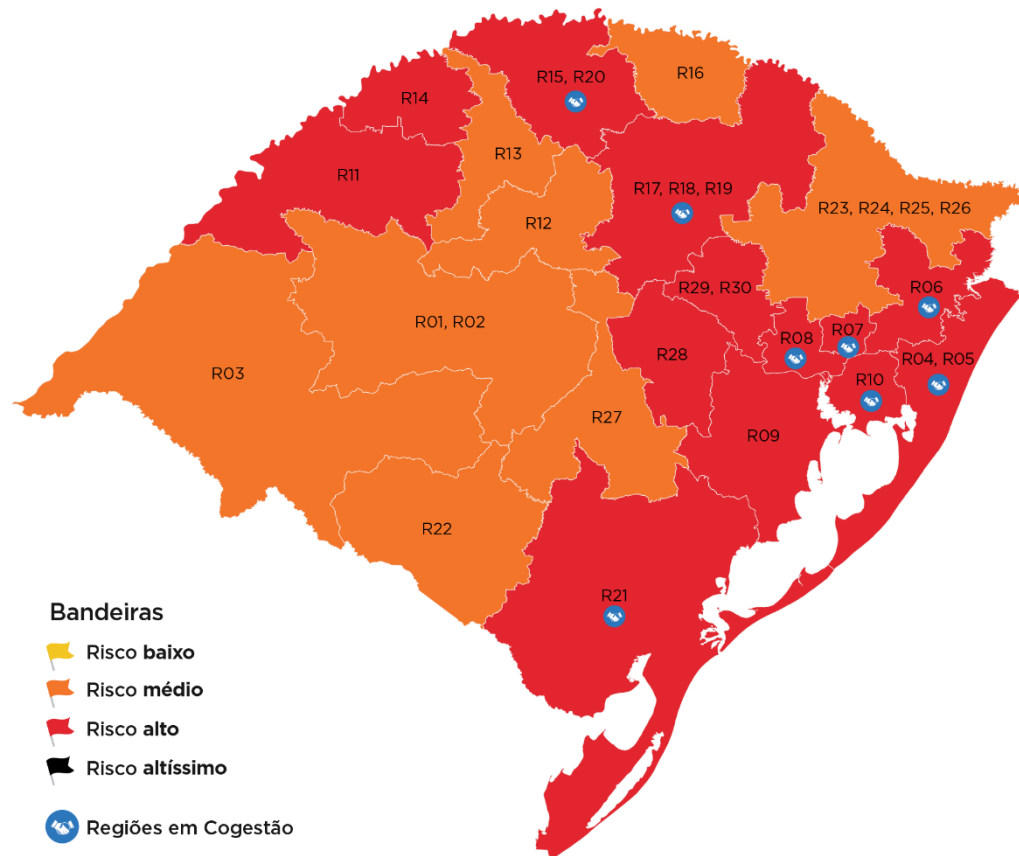 R16
R15, R20
R14
R13
R11
R17, R18, R19
R23, R24, R25, R26
R12
R29, R30
R06
R01, R02
R08
R07
R28
R04, R05
R03
R10
R27
R09
R22
R21
Bandeiras
Risco baixo
Risco médio
Risco alto
Risco altíssimo
Regiões em Cogestão